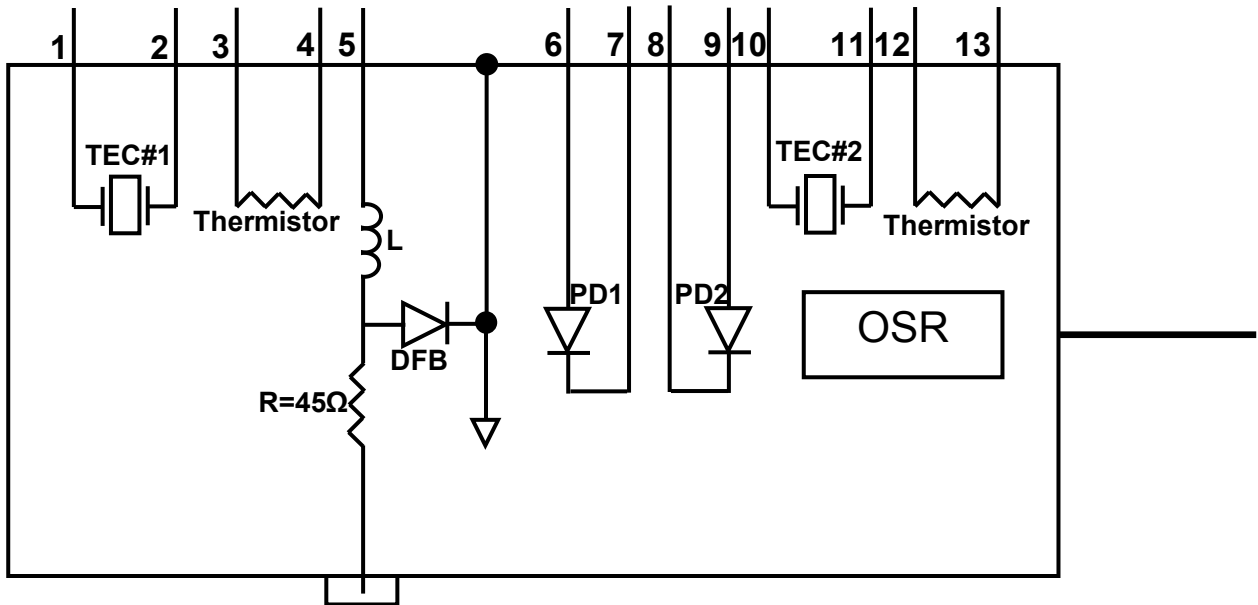 1 2 3 4 5 6 7 8 9 10 11 12 13
TEC#1
TEC#2
Thermistor
Thermistor
L
PD1
PD2
OSR
DFB
R=45Ω